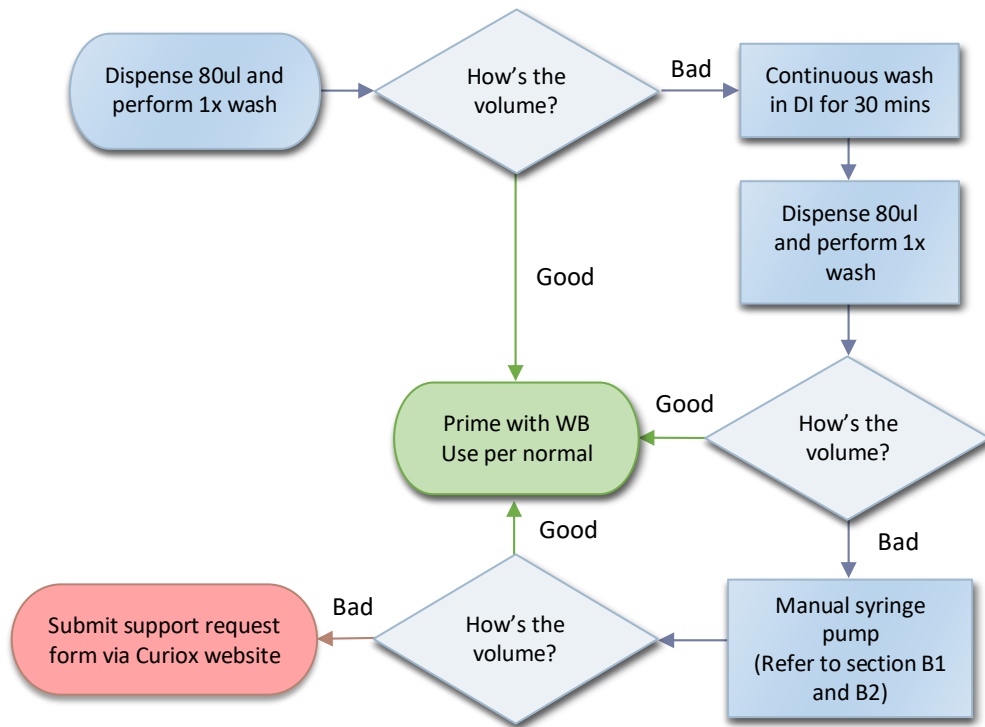 Dispense 80ul and
perform 1x wash
How's the
volume?
Bad
Continuous wash
in DI for 30 mins
Dispense 80ul
and perform 1x
wash
Good
Good
Prime with WB
Use per normal
How's the
volume?
Good
Bad
Submit support request
form via Curiox website
Bad
How's the
volume?
Manual syringe
pump
(Refer to section B1
and B2)